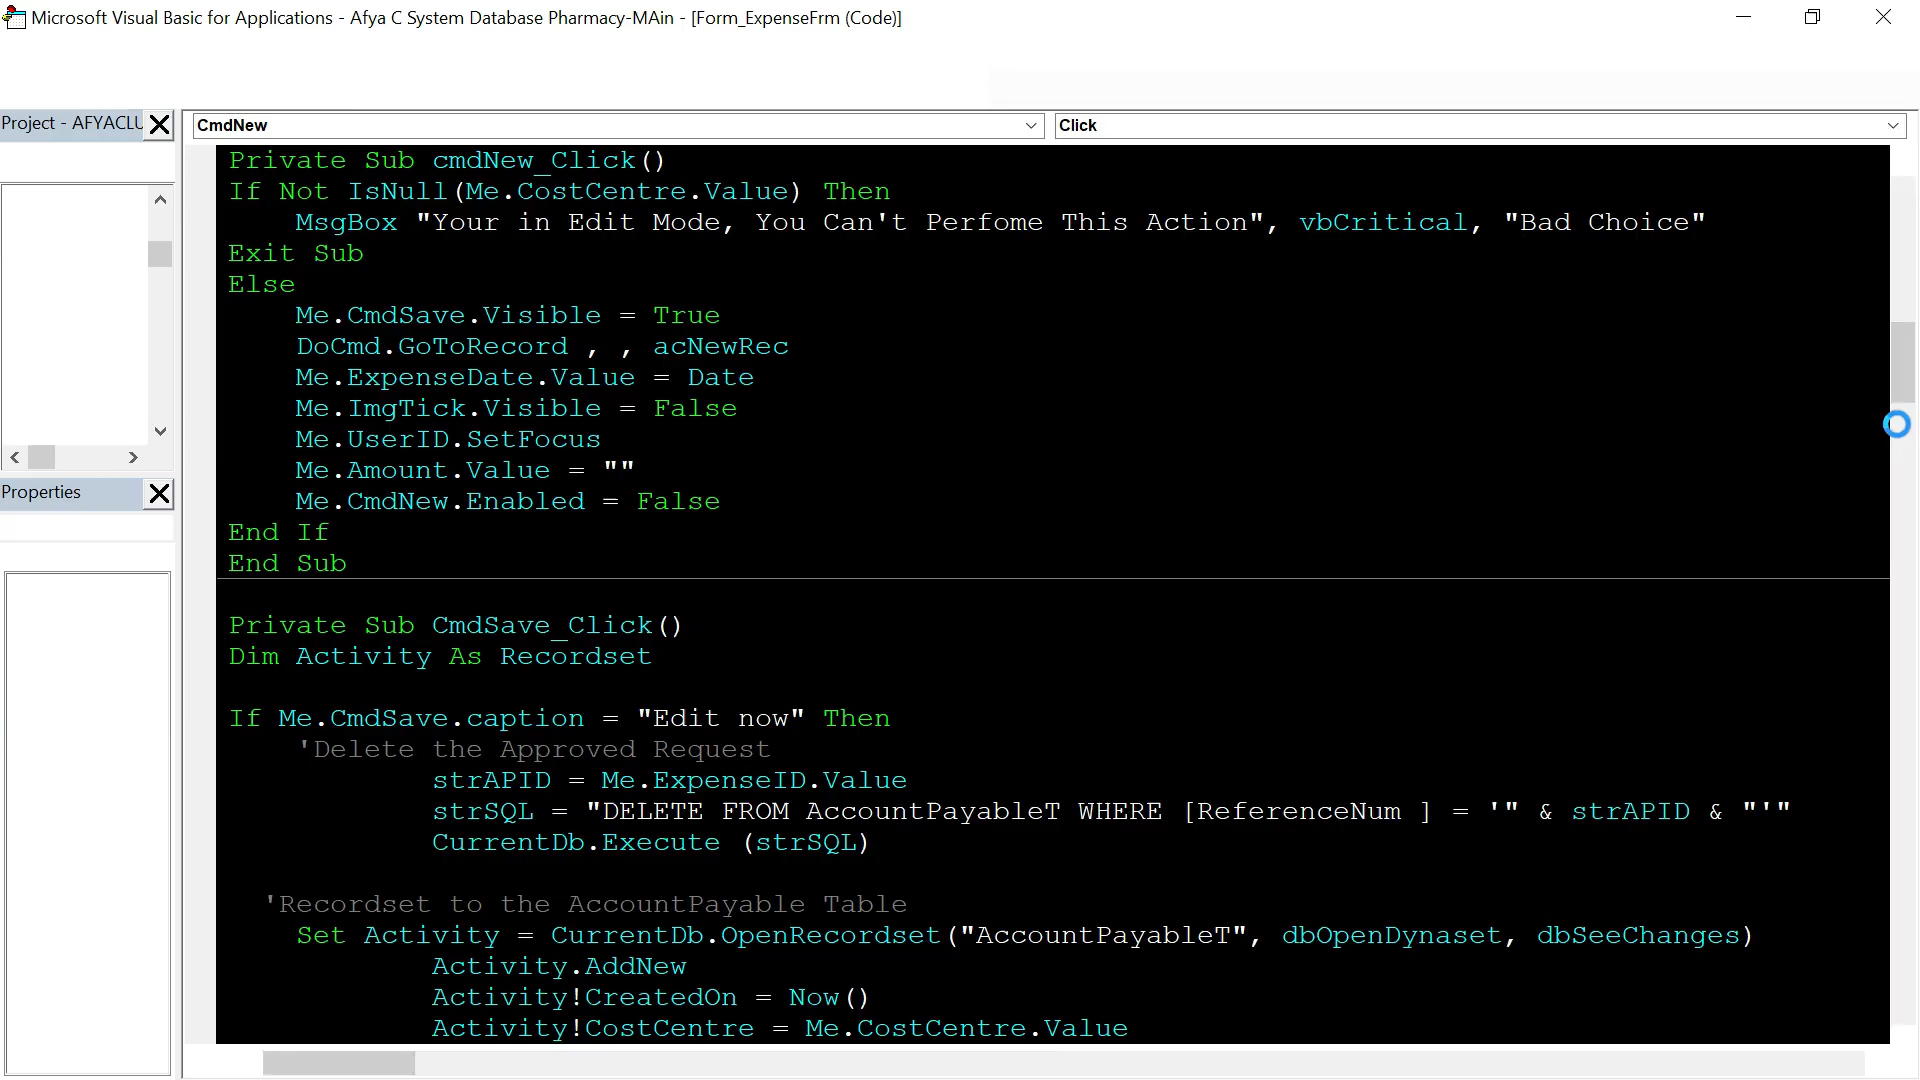 Microsoft Visual Basic for Applications - Afya C System Database Pharmacy-MAin - [Form_ExpenseFrm (Code)]
Project - AFYACLU
CmdNew
Click
Private Sub cmdNew_Click()
If Not IsNull(Me.CostCentre.Value) Then
MsgBox "Your in Edit Mode, You Can't Perfome This Action", vbCritical, "Bad Choice"
Exit Sub
Else
Me.CmdSave.Visible = True
DoCmd.GoToRecord , , acNewRec
Me.ExpenseDate.Value = Date
Me.ImgTick.Visible = False
Me.UserID.SetFocus
Me.Amount.Value = ""
Me.CmdNew.Enabled = False
End If
End Sub
Properties
Private Sub CmdSave_Click()
Dim Activity As Recordset
If Me.CmdSave.caption = "Edit now" Then
'Delete the Approved Request
strAPID = Me.ExpenseID.Value
strSQL = "DELETE FROM AccountPayableT WHERE [ReferenceNum ] = '" & strAPID & "'"
CurrentDb.Execute (strSQL)
'Recordset to the AccountPayable Table
Set Activity = CurrentDb.OpenRecordset("AccountPayableT", dbOpenDynaset, dbSeeChanges)
Activity.AddNew
Activity!CreatedOn = Now()
Activity!CostCentre = Me.CostCentre.Value